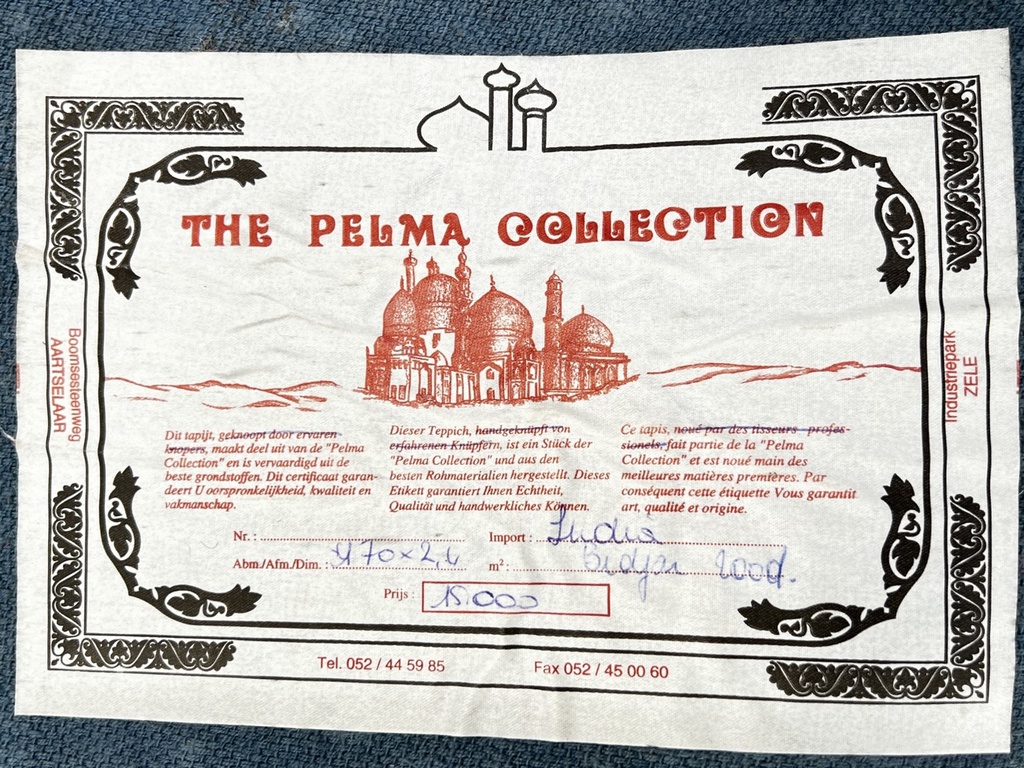 THE PELMA COLLECTION
Boomsesteenweg
AARTSELAAR
Industriepark
ZELE
Dit tapijt, geknoopt door ervaren
knopers, maakt deel uit van de "Pelma
Collection" en is vervaardigd uit de
beste grondstoffen. Dit certificaat garan-
deert U oorspronkelijkheid, kwaliteit en
vakmanschap.
Dieser Teppich, handgeknüpft von
erfahrenen Knüpfern, ist ein Stück der
"Pelma Collection" und aus den
besten Rohmaterialien hergestellt. Dieses
Etikett garantiert Ihnen Echtheit,
Qualität und handwerkliches Können.
Ce tapis, noué par des tisseurs profes-
sionels, fait partie de la "Pelma
Collection" et est noué main des
meilleures matières premières. Par
conséquent cette étiquette Vous garantit
art, qualité et origine.
Nr. :
Import : India
Abm./Afm./Dim. : 170 x 2,4
m² : Bidjar
Prijs : 15.000
Tel. 052 / 44 59 85
Fax 052 / 45 00 60